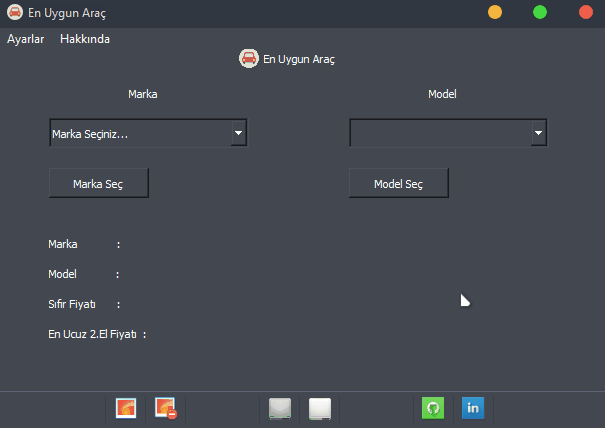 En Uygun Araç
Ayarlar Hakkında
En Uygun Araç
Marka Model
Marka Seçiniz...
Marka Seç Model Seç
Marka :
Model :
Sıfır Fiyatı :
En Ucuz 2.El Fiyatı :
in